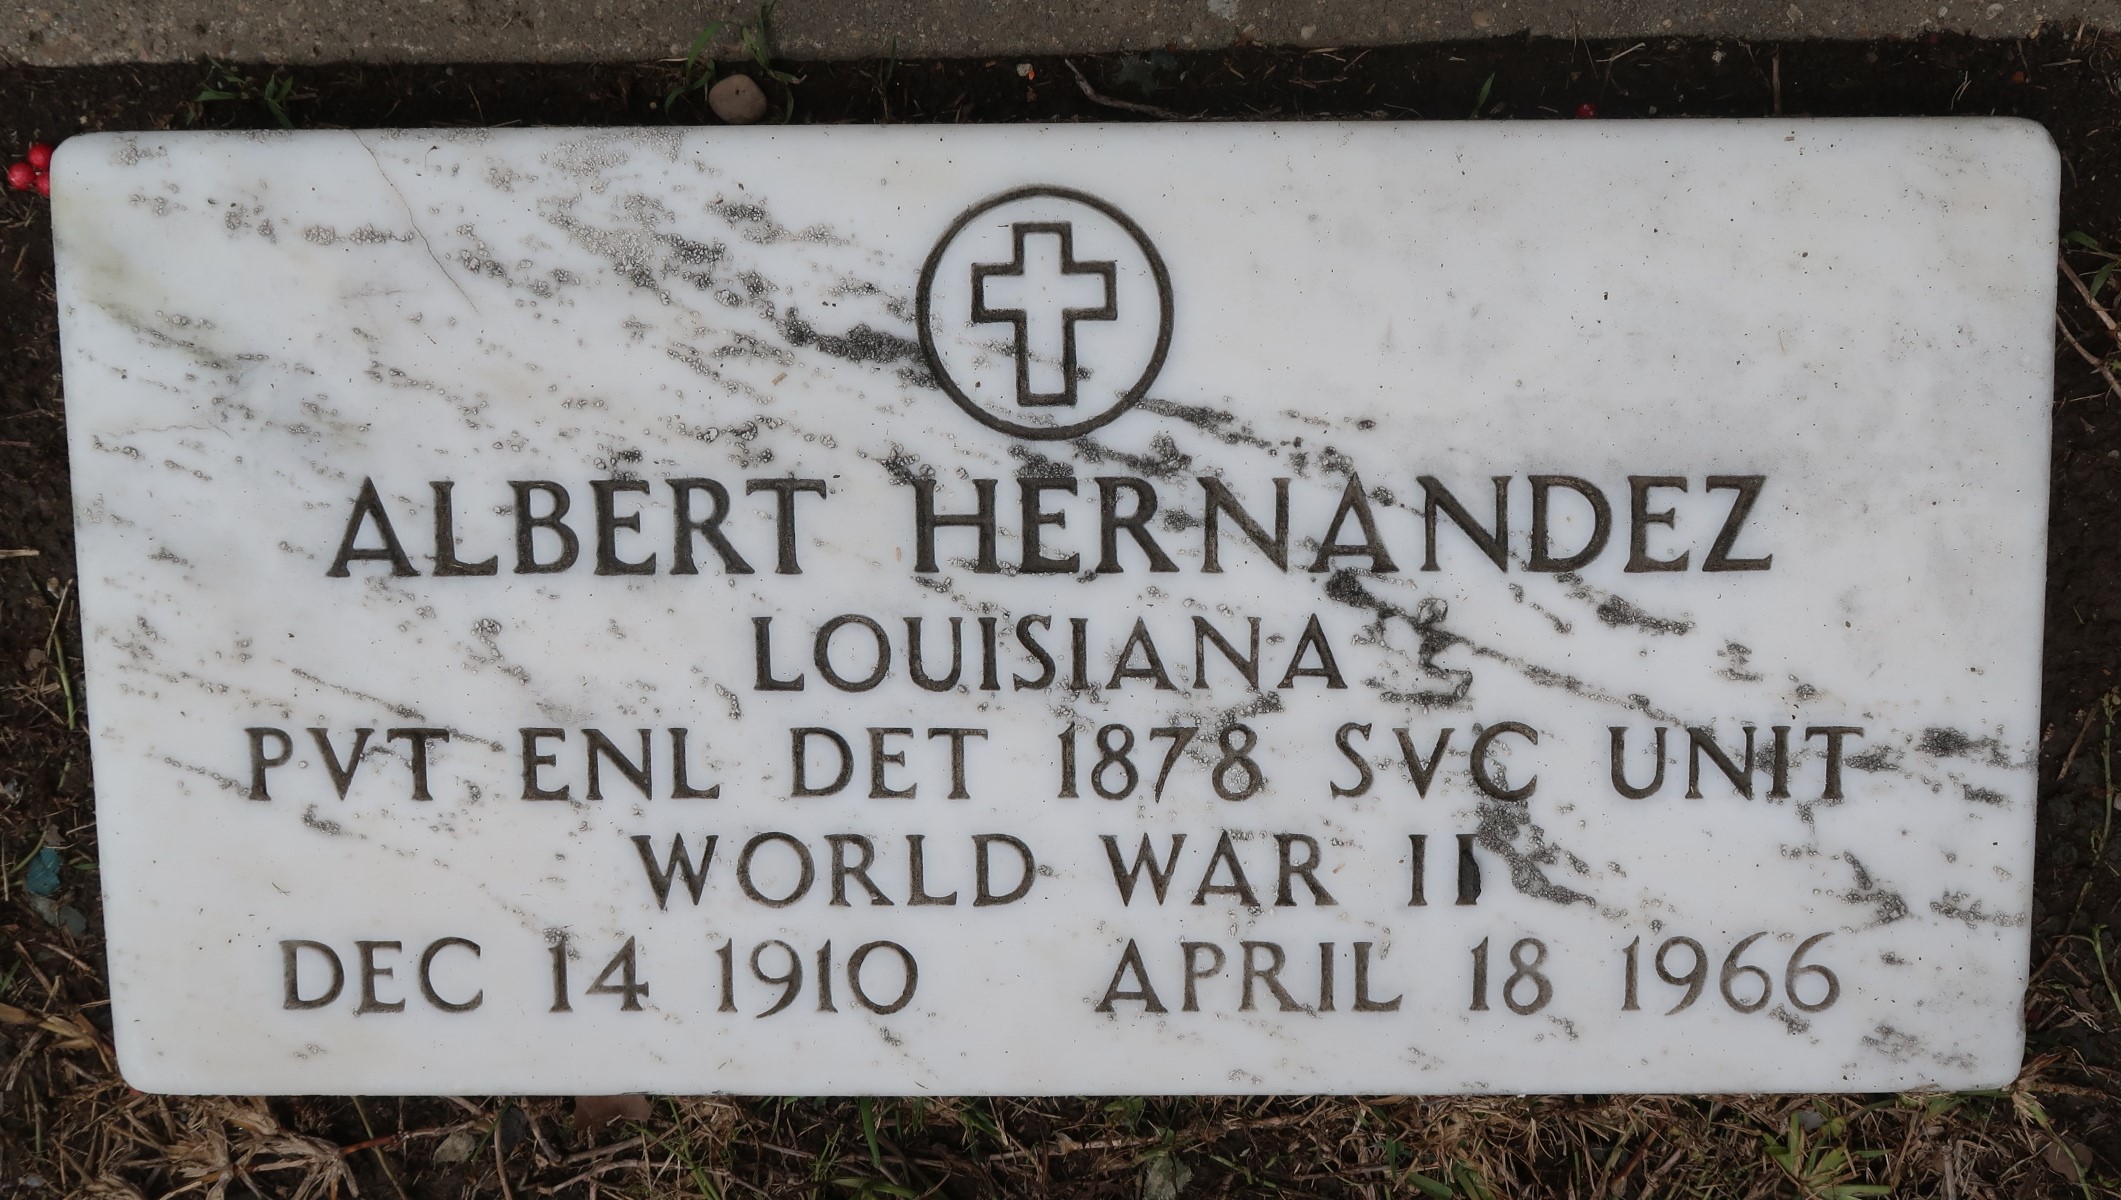 ALBERT HERNANDEZ
LOUISIANA
PVT ENL DET 1878 SVC UNIT
WORLD WAR II
DEC 14 1910 APRIL 18 1966